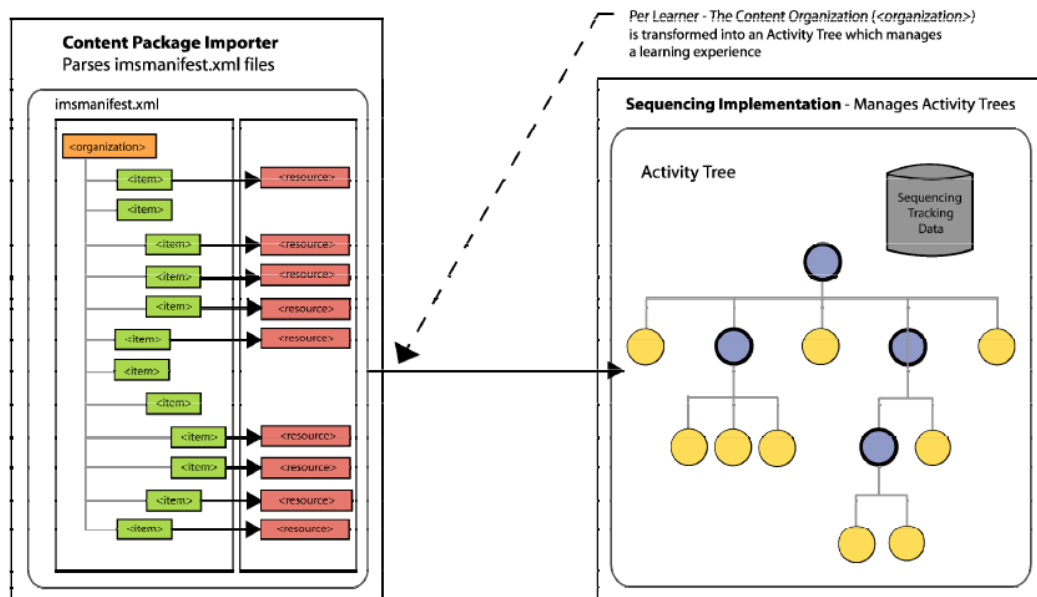 Per Learner - The Content Organization (<organization>)
is transformed into an Activity Tree which manages
a learning experience
Content Package Importer
Parses imsmanifest.xml files
imsmanifest.xml
<organization>
<item>
<resource>
<item>
<item>
<resource>
<item>
<resource>
<item>
<resource>
<item>
<resource>
<item>
<item>
<item>
<resource>
<item>
<resource>
<item>
<resource>
<item>
<resource>
Sequencing Implementation - Manages Activity Trees
Activity Tree
Sequencing
Tracking
Data